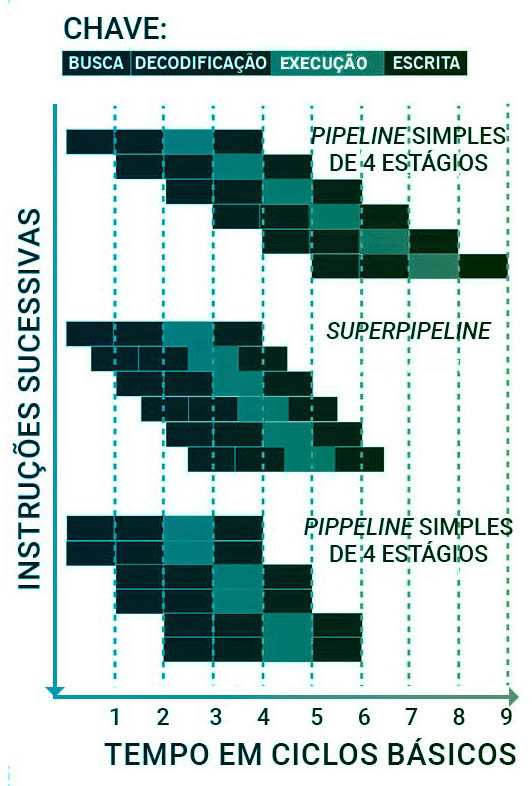 CHAVE:
BUSCA DECODIFICAÇÃO EXECUÇÃO ESCRITA
PIPELINE SIMPLES
DE 4 ESTÁGIOS
SUPERPIPELINE
PIPPELINE SIMPLES
DE 4 ESTÁGIOS
INSTRUÇÕES SUCESSIVAS
1 2 3 4 5 6 7 8 9
TEMPO EM CICLOS BÁSICOS